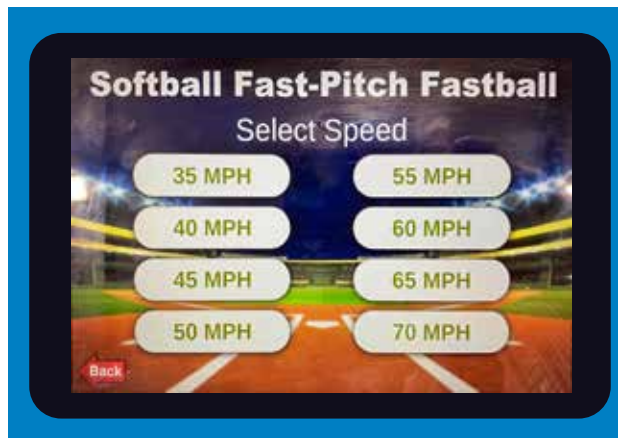 Softball Fast-Pitch Fastball
Select Speed
35 MPH
55 MPH
40 MPH
60 MPH
45 MPH
65 MPH
50 MPH
70 MPH
Back